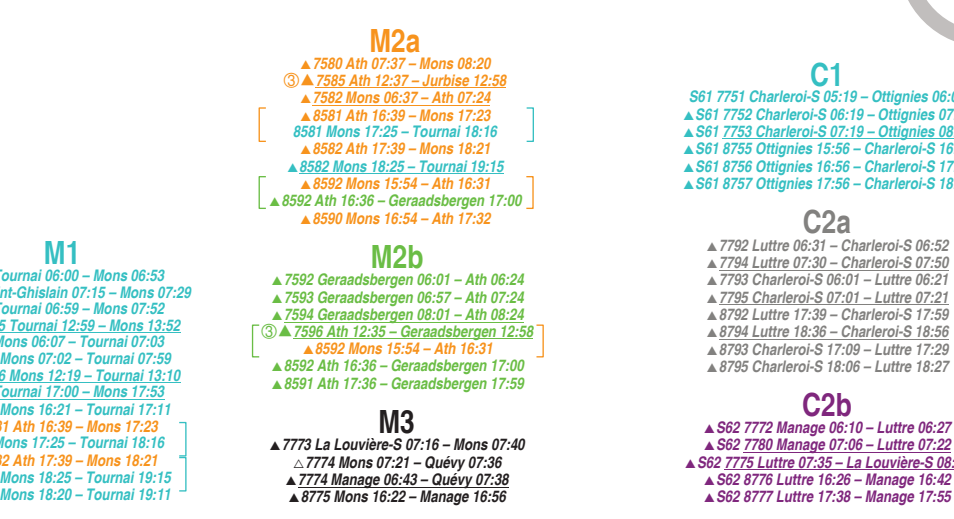 M2a
▲7580 Ath 07:37 – Mons 08:20
③▲7585 Ath 12:37 – Jurbise 12:58
▲7582 Mons 06:37 – Ath 07:24
▲8581 Ath 16:39 – Mons 17:23
8581 Mons 17:25 – Tournai 18:16
▲8582 Ath 17:39 – Mons 18:21
▲8582 Mons 18:25 – Tournai 19:15
▲8592 Mons 15:54 – Ath 16:31
▲8592 Ath 16:36 – Geraadsbergen 17:00
▲8590 Mons 16:54 – Ath 17:32
C1
S61 7751 Charleroi-S 05:19 – Ottignies 06:
▲S61 7752 Charleroi-S 06:19 – Ottignies 07
▲S61 7753 Charleroi-S 07:19 – Ottignies 08
▲S61 8755 Ottignies 15:56 – Charleroi-S 16
▲S61 8756 Ottignies 16:56 – Charleroi-S 17
▲S61 8757 Ottignies 17:56 – Charleroi-S 18
M1
Tournai 06:00 – Mons 06:53
nt-Ghislain 07:15 – Mons 07:29
Tournai 06:59 – Mons 07:52
5 Tournai 12:59 – Mons 13:52
Mons 06:07 – Tournai 07:03
Mons 07:02 – Tournai 07:59
6 Mons 12:19 – Tournai 13:10
Tournai 17:00 – Mons 17:53
Mons 16:21 – Tournai 17:11
31 Ath 16:39 – Mons 17:23
Mons 17:25 – Tournai 18:16
32 Ath 17:39 – Mons 18:21
Mons 18:25 – Tournai 19:15
Mons 18:20 – Tournai 19:11
M2b
▲7592 Geraadsbergen 06:01 – Ath 06:24
▲7593 Geraadsbergen 06:57 – Ath 07:24
▲7594 Geraadsbergen 08:01 – Ath 08:24
③▲7596 Ath 12:35 – Geraadsbergen 12:58
▲8592 Mons 15:54 – Ath 16:31
▲8592 Ath 16:36 – Geraadsbergen 17:00
▲8591 Ath 17:36 – Geraadsbergen 17:59
M3
▲7773 La Louvière-S 07:16 – Mons 07:40
△7774 Mons 07:21 – Quévy 07:36
▲7774 Manage 06:43 – Quévy 07:38
▲8775 Mons 16:22 – Manage 16:56
C2a
▲7792 Luttre 06:31 – Charleroi-S 06:52
▲7794 Luttre 07:30 – Charleroi-S 07:50
▲7793 Charleroi-S 06:01 – Luttre 06:21
▲7795 Charleroi-S 07:01 – Luttre 07:21
▲8792 Luttre 17:39 – Charleroi-S 17:59
▲8794 Luttre 18:36 – Charleroi-S 18:56
▲8793 Charleroi-S 17:09 – Luttre 17:29
▲8795 Charleroi-S 18:06 – Luttre 18:27
C2b
▲S62 7772 Manage 06:10 – Luttre 06:27
▲S62 7780 Manage 07:06 – Luttre 07:22
▲S62 7775 Luttre 07:35 – La Louvière-S 08:
▲S62 8776 Luttre 16:26 – Manage 16:42
▲S62 8777 Luttre 17:38 – Manage 17:55